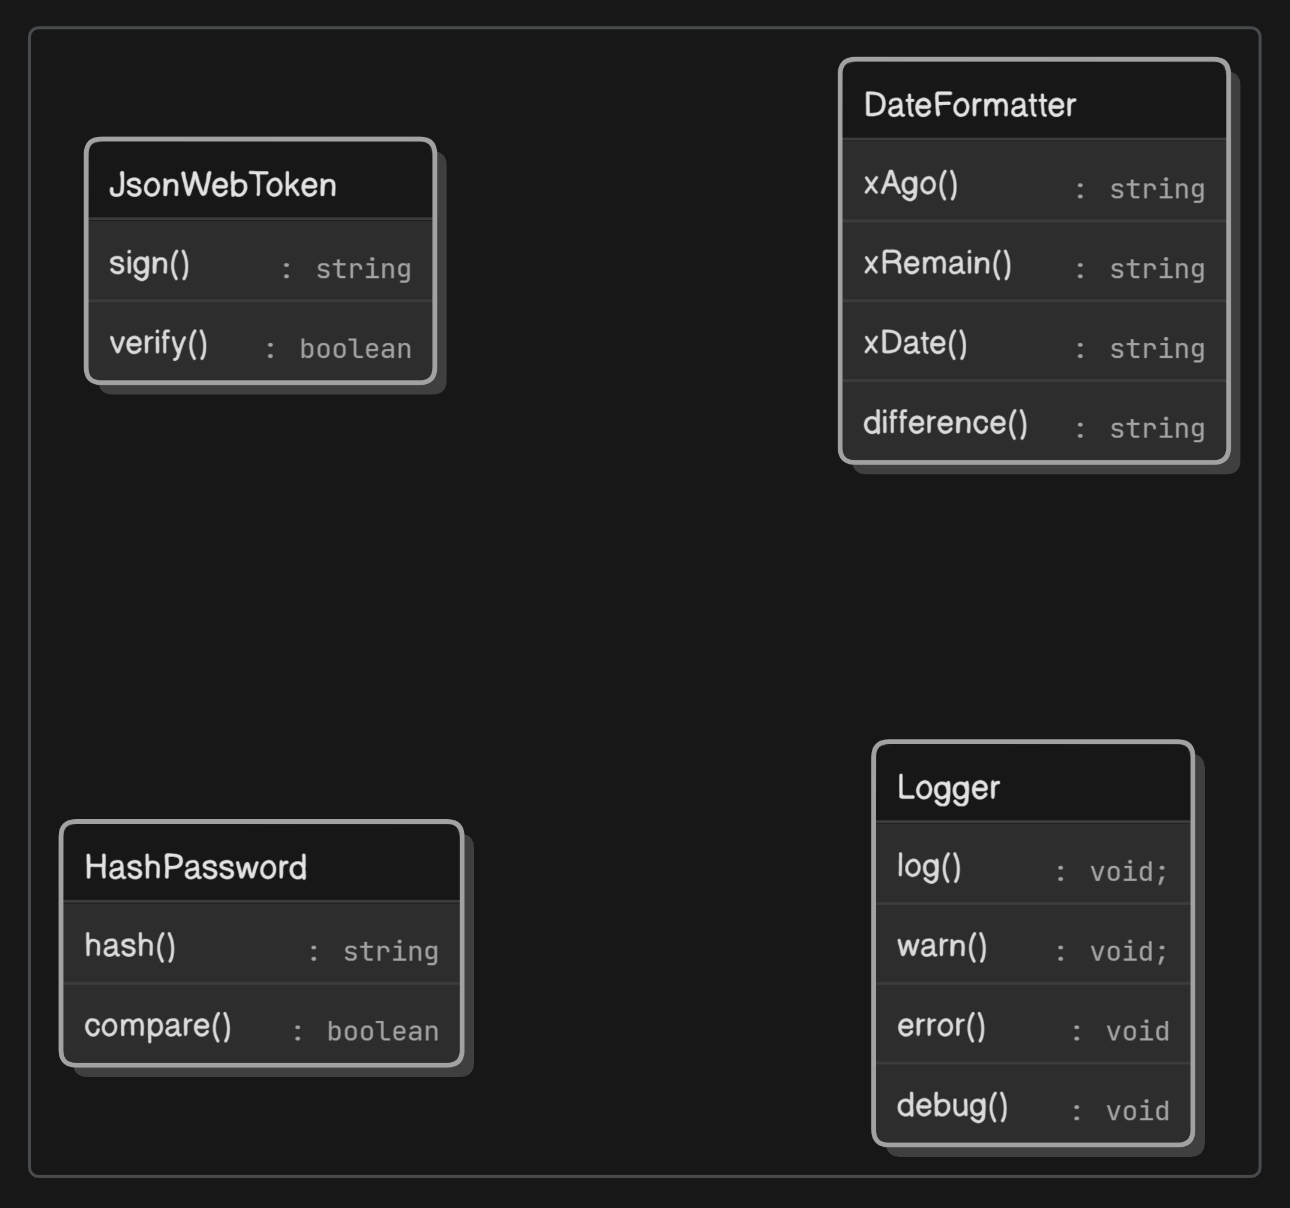 JsonWebToken
sign() : string
verify() : boolean
DateFormatter
xAgo() : string
xRemain() : string
xDate() : string
difference() : string
HashPassword
hash() : string
compare() : boolean
Logger
log() : void;
warn() : void;
error() : void
debug() : void